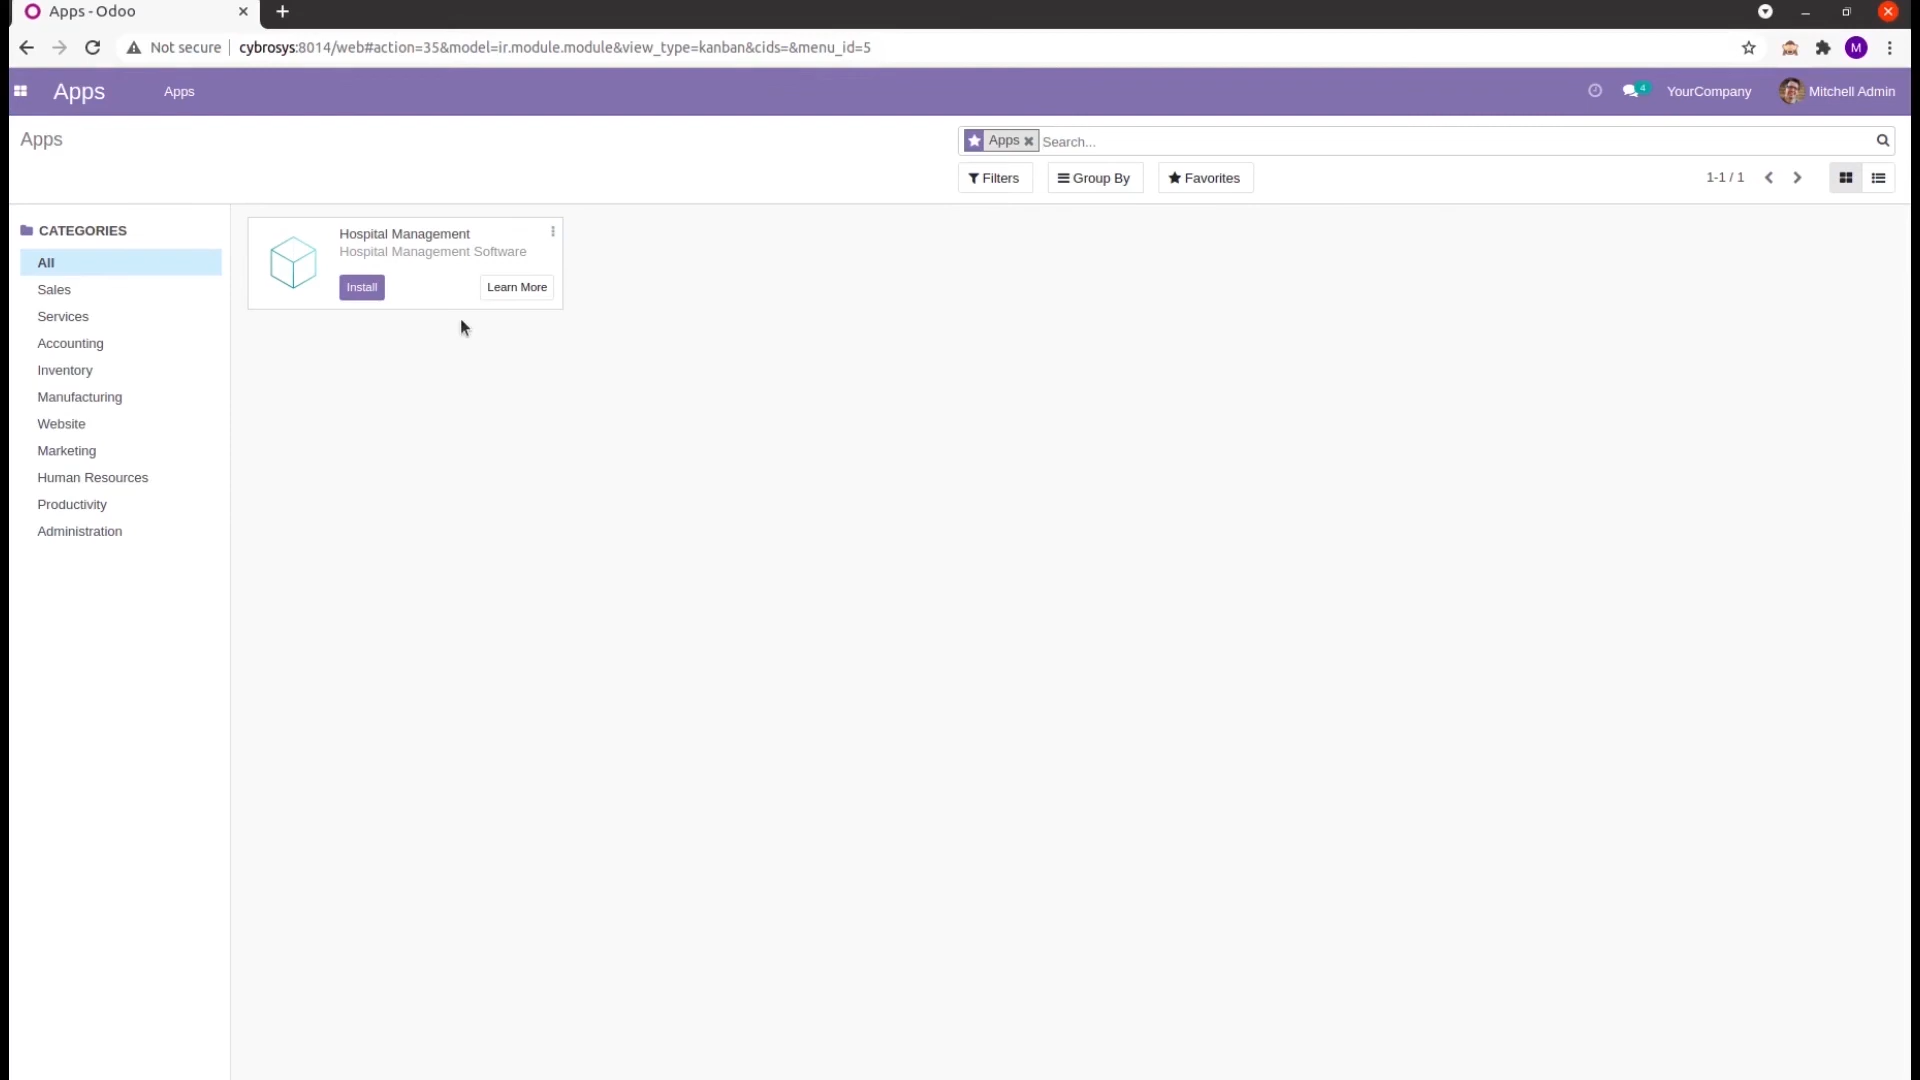 Apps - Odoo
Not secure cybrosys:8014/web#action=35&model=ir.module.module&view_type=kanban&cids=&menu_id=5
M
Apps Apps 4 YourCompany Mitchell Admin
Apps
Apps Search...
Filters Group By Favorites 1-1 / 1
CATEGORIES
All
Sales
Services
Accounting
Inventory
Manufacturing
Website
Marketing
Human Resources
Productivity
Administration
Hospital Management
Hospital Management Software
Install Learn More